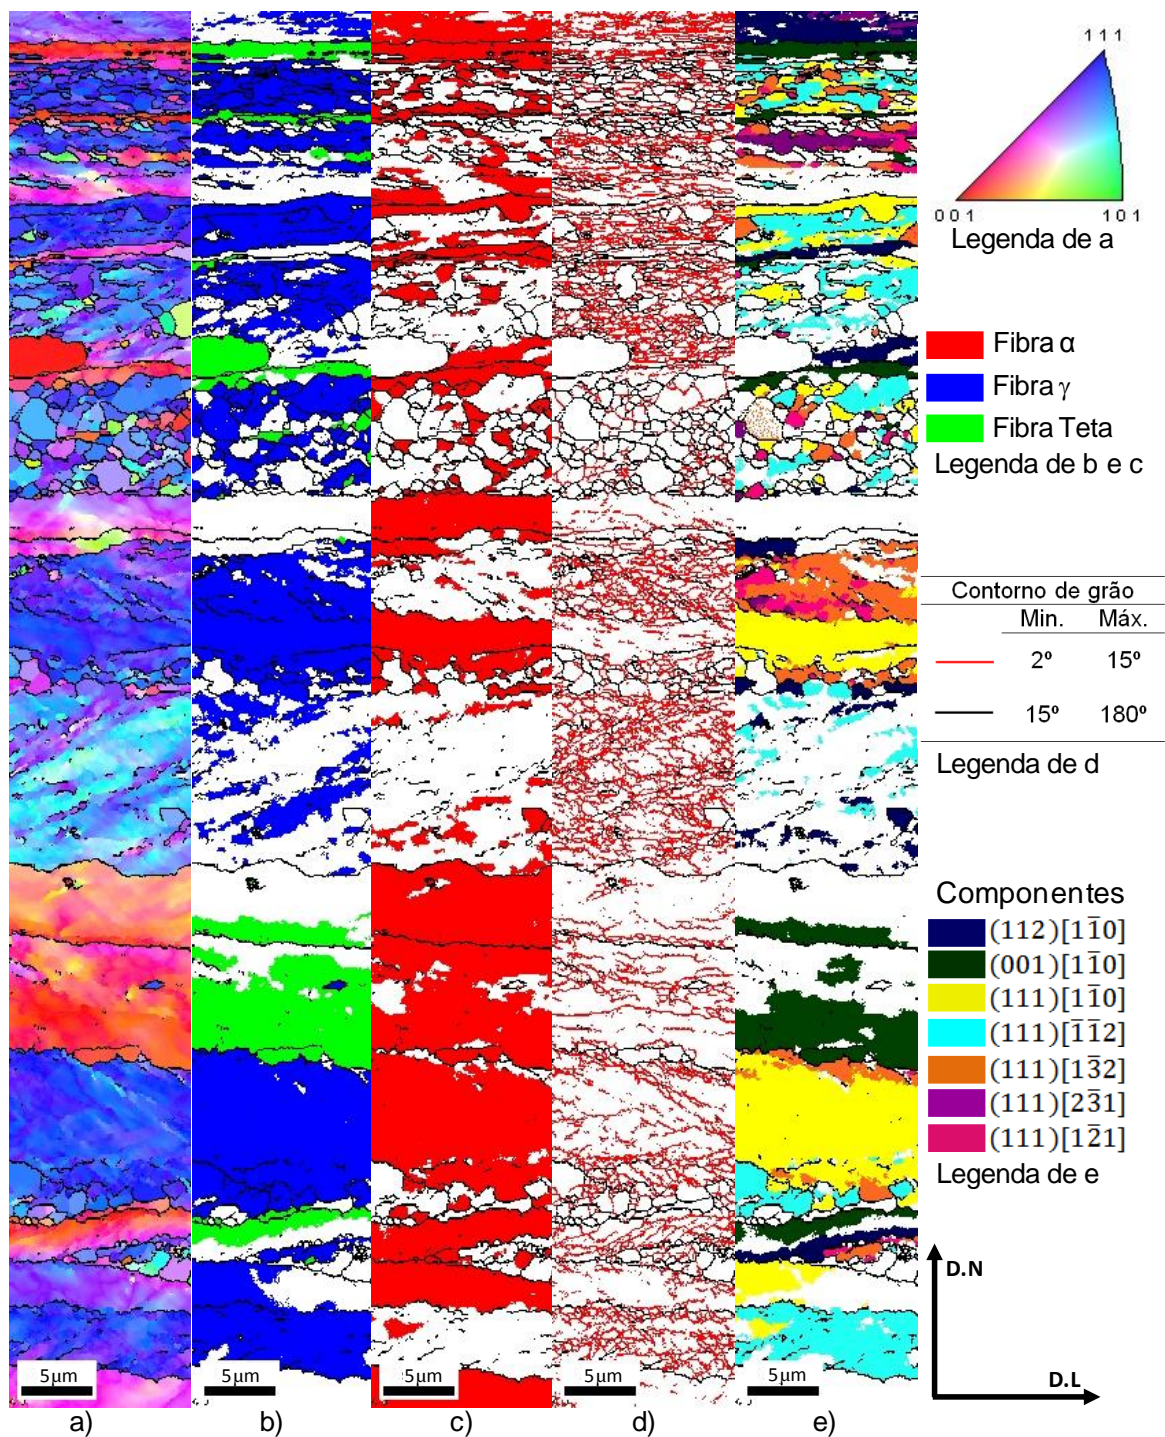 1 1 1
0 0 1
1 0 1
Legenda de a
Fibra α
Fibra γ
Fibra Teta
Legenda de b e c
Contorno de grão
Min. Máx.
2º 15º
15º 180º
Legenda de d
Componentes
(112)[11̅0]
(001)[11̅0]
(111)[11̅0]
(111)[1̅1̅2]
(111)[13̅2]
(111)[23̅1]
(111)[12̅1]
Legenda de e
D.N
D.L
5µm 5µm 5µm 5µm 5µm
a) b) c) d) e)